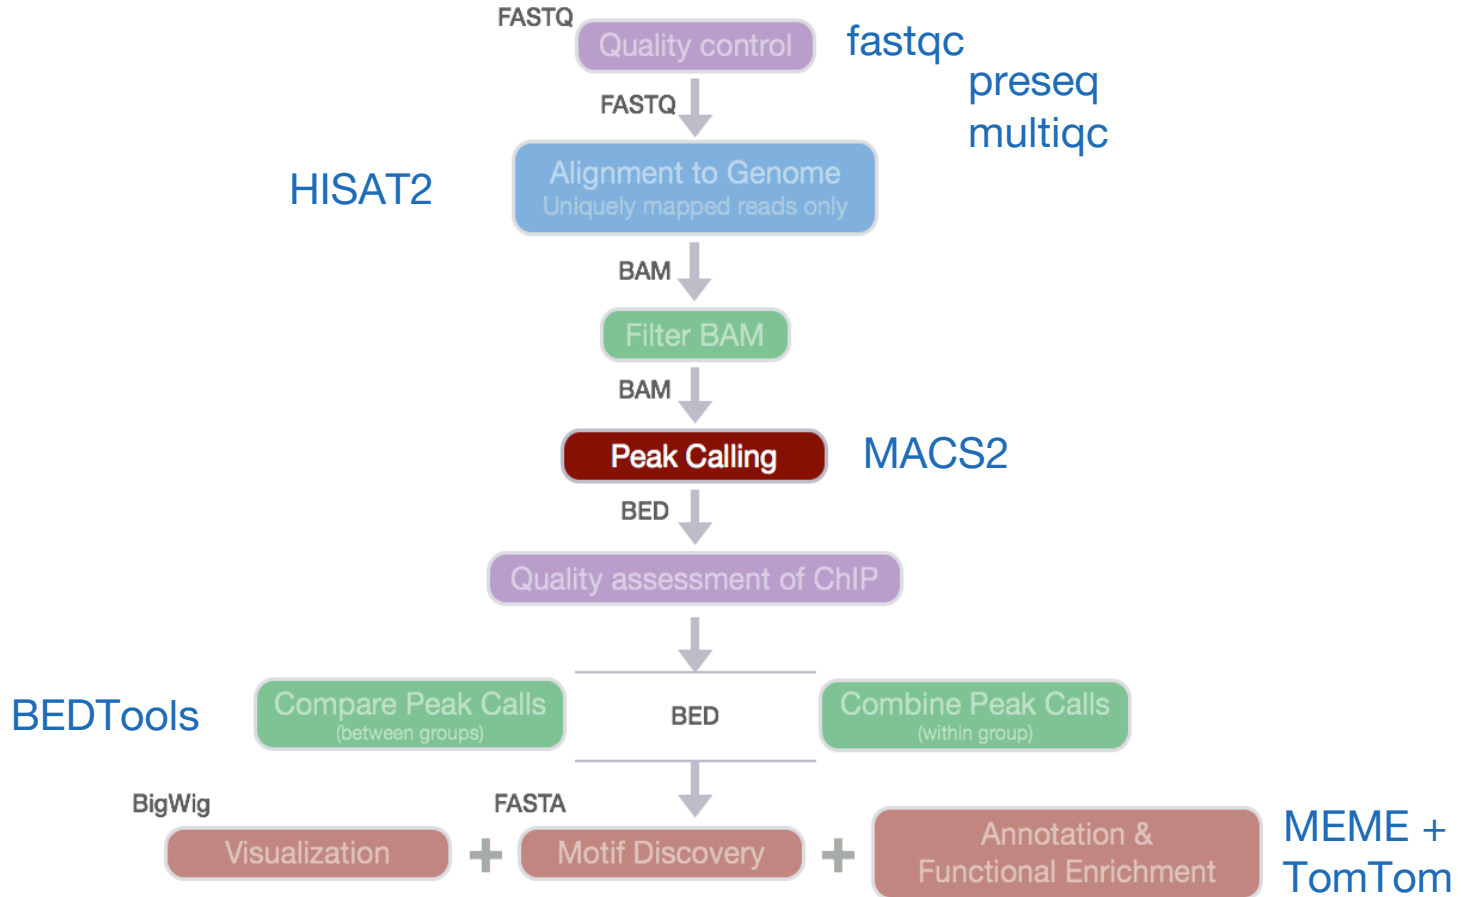 FASTQ
Quality control
fastqc
preseq
multiqc
FASTQ
HISAT2
Alignment to Genome
Uniquely mapped reads only
BAM
Filter BAM
BAM
Peak Calling
MACS2
BED
Quality assessment of ChIP
BEDTools
Compare Peak Calls
(between groups)
BED
Combine Peak Calls
(within group)
BigWig
Visualization
+
FASTA
Motif Discovery
+
Annotation &
Functional Enrichment
MEME +
TomTom